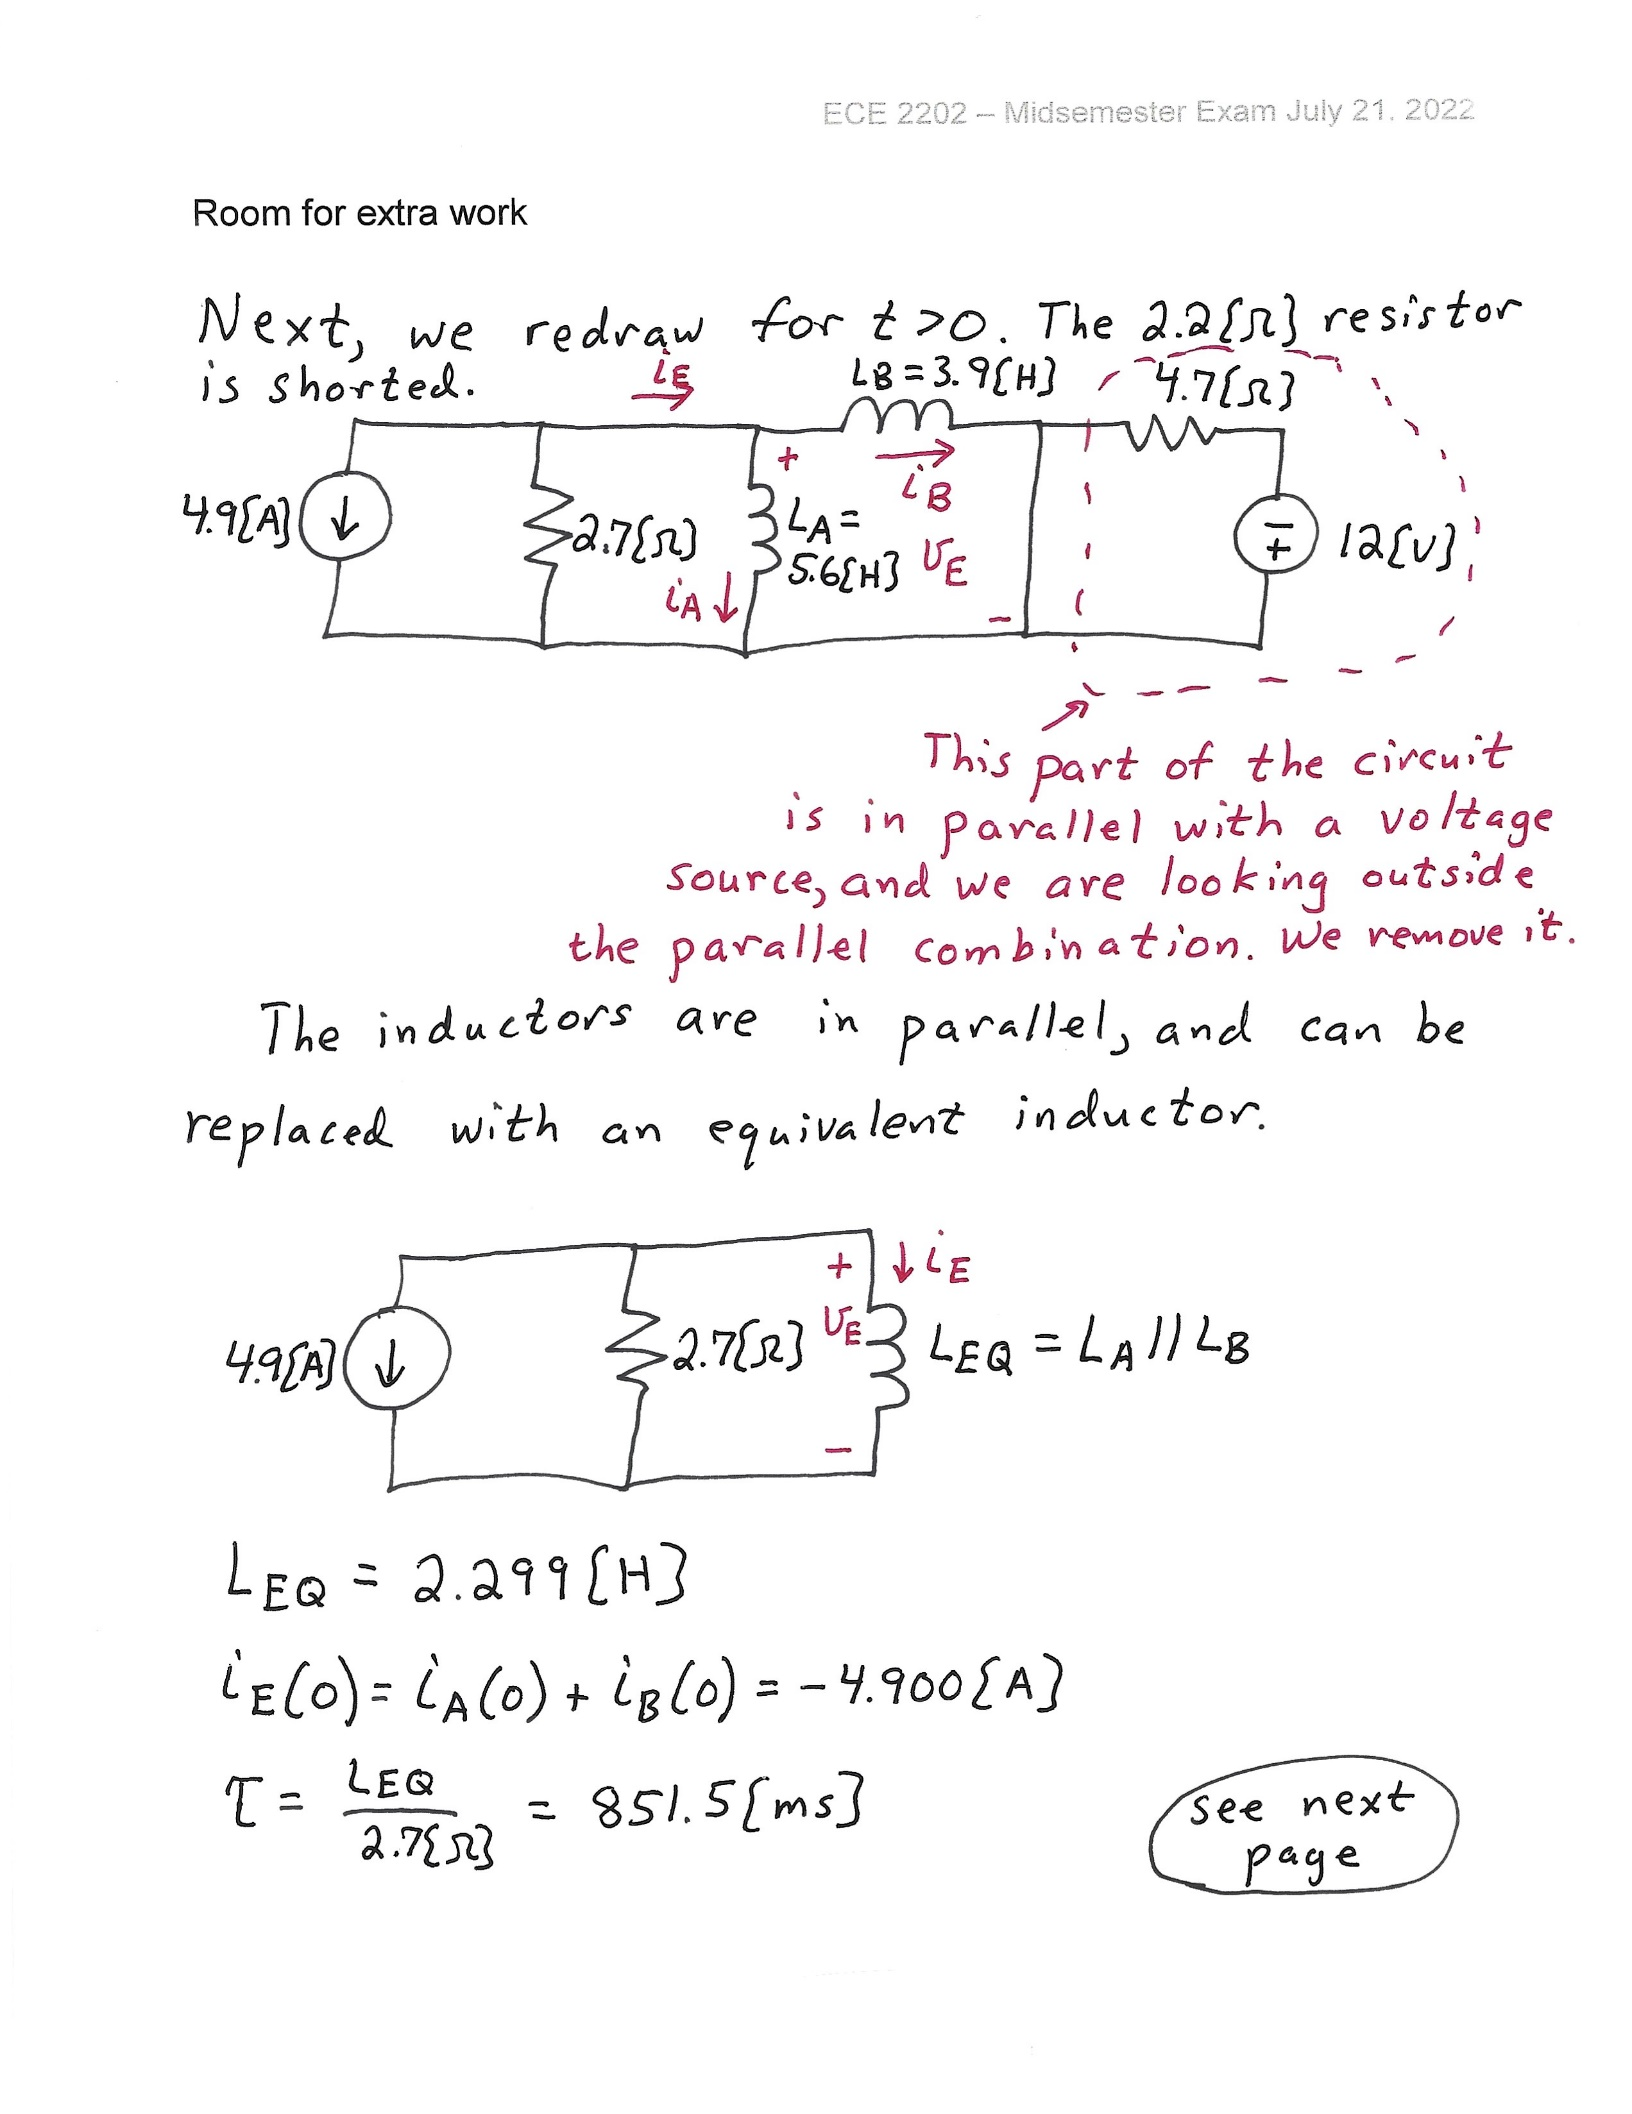 ECE 2202 – Midsemester Exam July 21. 2022
Room for extra work
Next, we redraw for t >0. The 2.2[Ω] resistor
is shorted.
iE
LB = 3.9[H]
4.7[Ω]
4.9[A]
2.7[Ω]
+
LA =
5.6[H]
iA
iB
vE
−
− +
12[V]
This part of the circuit
is in parallel with a voltage
source, and we are looking outside
the parallel combination. We remove it.
The inductors are in parallel, and can be
replaced with an equivalent inductor.
4.9[A]
2.7[Ω]
+
vE
−
iE
LEQ = LA // LB
LEQ = 2.299[H]
iE(0) = iA(0) + iB(0) = −4.900[A]
τ = LEQ / 2.7[Ω] = 851.5[ms]
see next
page